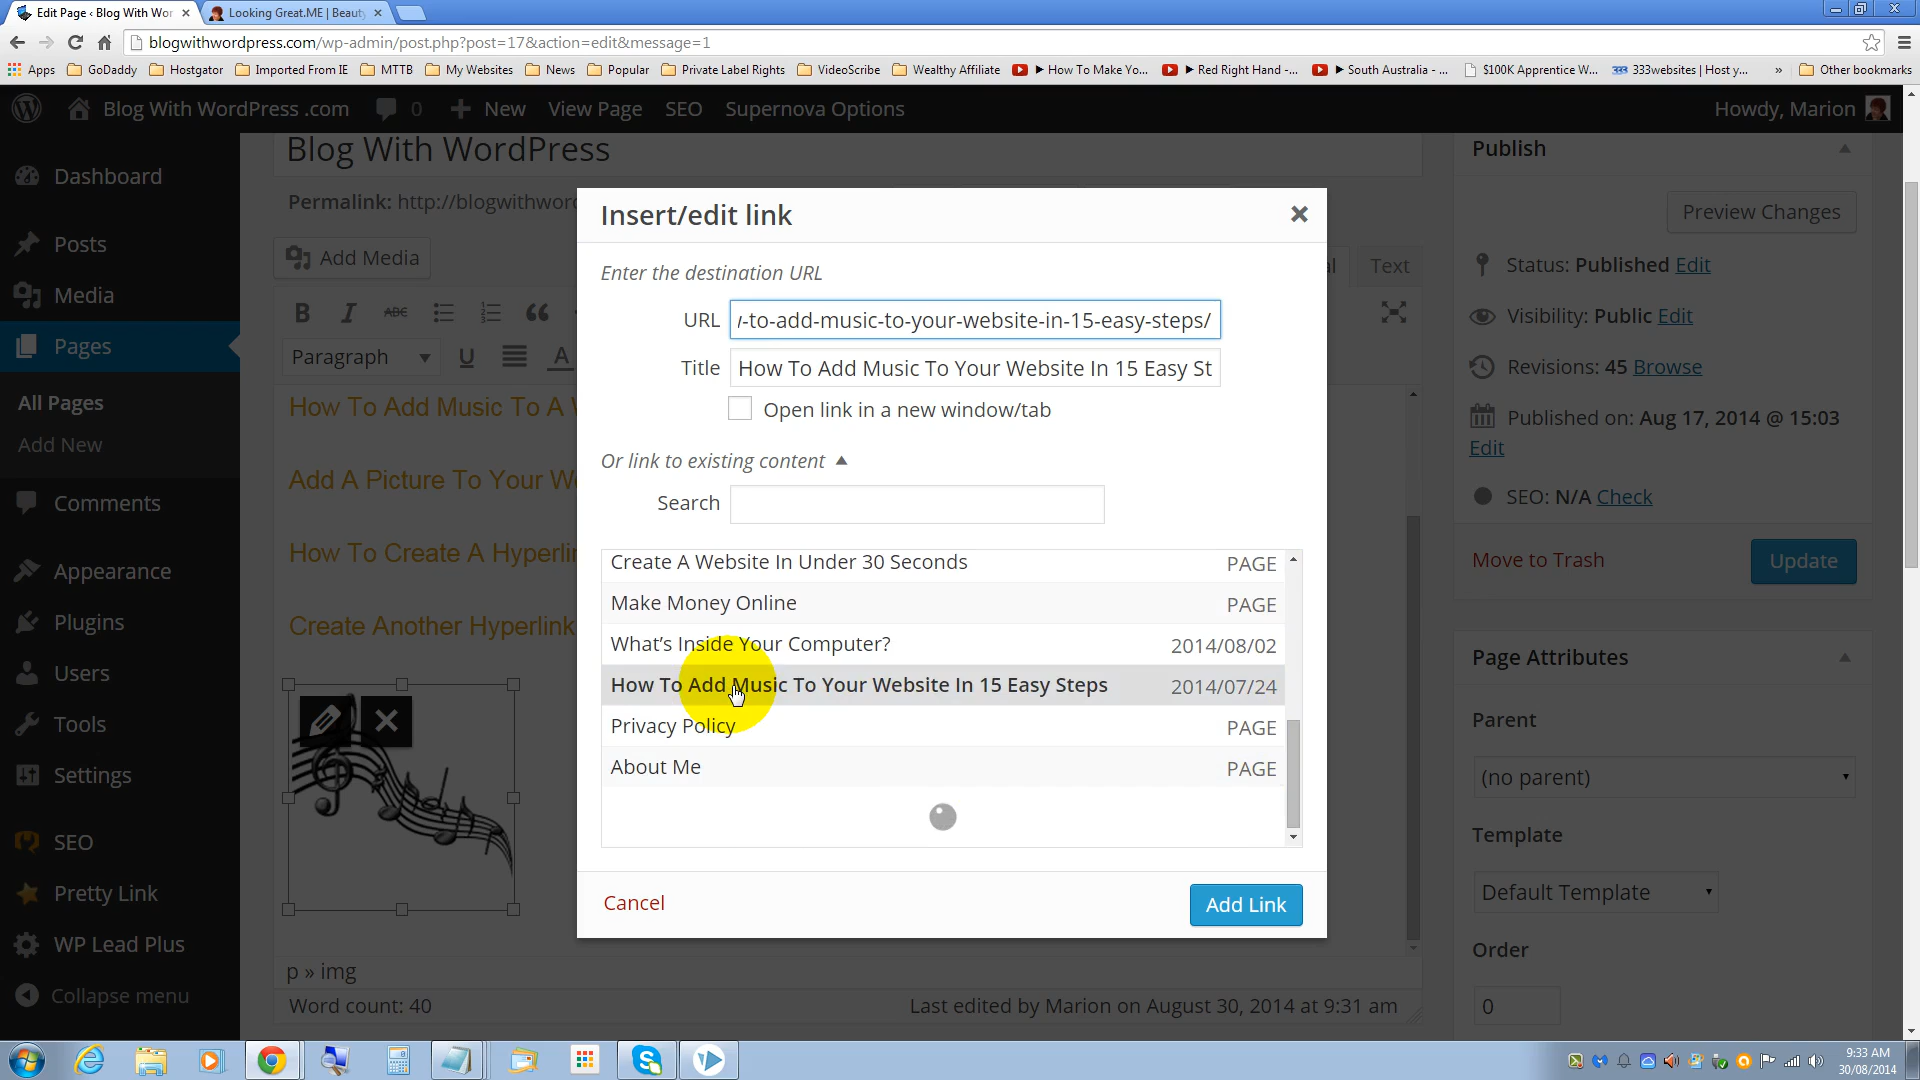 Edit Page ‹ Blog With Wor
Looking Great.ME | Beauty
blogwithwordpress.com/wp-admin/post.php?post=17&action=edit&message=1
Apps GoDaddy Hostgator Imported From IE MTTB My Websites News Popular Private Label Rights VideoScribe Wealthy Affiliate ▶ How To Make Yo... ▶ Red Right Hand -... ▶ South Australia - ... $100K Apprentice W... 333websites | Host y... » Other bookmarks
Blog With WordPress .com 0 New View Page SEO Supernova Options Howdy, Marion
Dashboard
Posts
Media
Pages
All Pages
Add New
Comments
Appearance
Plugins
Users
Tools
Settings
SEO
Pretty Link
WP Lead Plus
Collapse menu
Blog With WordPress
Permalink: http://blogwithword
Add Media
Text
B I ABC
Paragraph U A
How To Add Music To A
Add A Picture To Your We
How To Create A Hyperlin
Create Another Hyperlink
p » img
Word count: 40
Last edited by Marion on August 30, 2014 at 9:31 am
Insert/edit link
Enter the destination URL
URL -to-add-music-to-your-website-in-15-easy-steps/
Title How To Add Music To Your Website In 15 Easy St
Open link in a new window/tab
Or link to existing content
Search
Create A Website In Under 30 Seconds PAGE
Make Money Online PAGE
What’s Inside Your Computer? 2014/08/02
How To Add Music To Your Website In 15 Easy Steps 2014/07/24
Privacy Policy PAGE
About Me PAGE
Cancel
Add Link
Publish
Preview Changes
Status: Published Edit
Visibility: Public Edit
Revisions: 45 Browse
Published on: Aug 17, 2014 @ 15:03
Edit
SEO: N/A Check
Move to Trash
Update
Page Attributes
Parent
(no parent)
Template
Default Template
Order
0
9:33 AM
30/08/2014